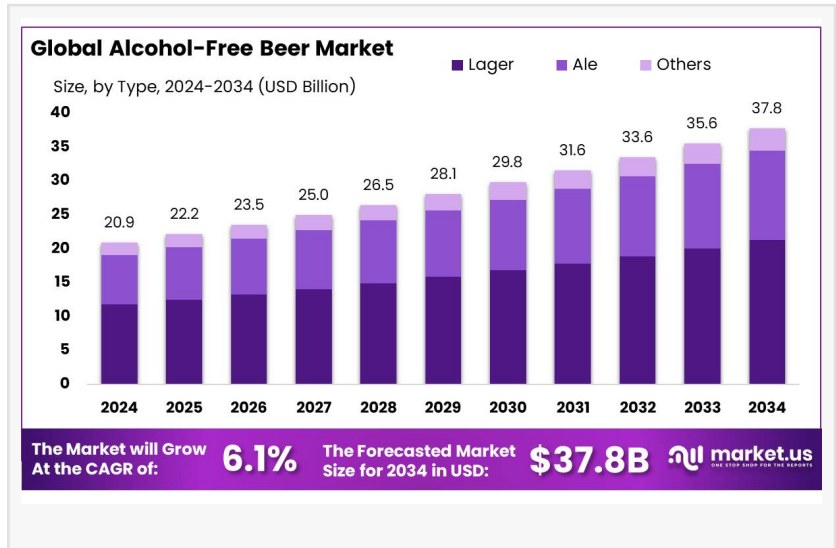 Global Alcohol-Free Beer Market
Lager Ale Others
Size, by Type, 2024-2034 (USD Billion)
40
35
30
25
20
15
10
5
0
20.9 22.2 23.5 25.0 26.5 28.1 29.8 31.6 33.6 35.6 37.8
2024 2025 2026 2027 2028 2029 2030 2031 2032 2033 2034
The Market will Grow
At the CAGR of:
6.1%
The Forecasted Market
Size for 2034 in USD:
$37.8B
market.us
ONE STOP SHOP FOR THE REPORTS